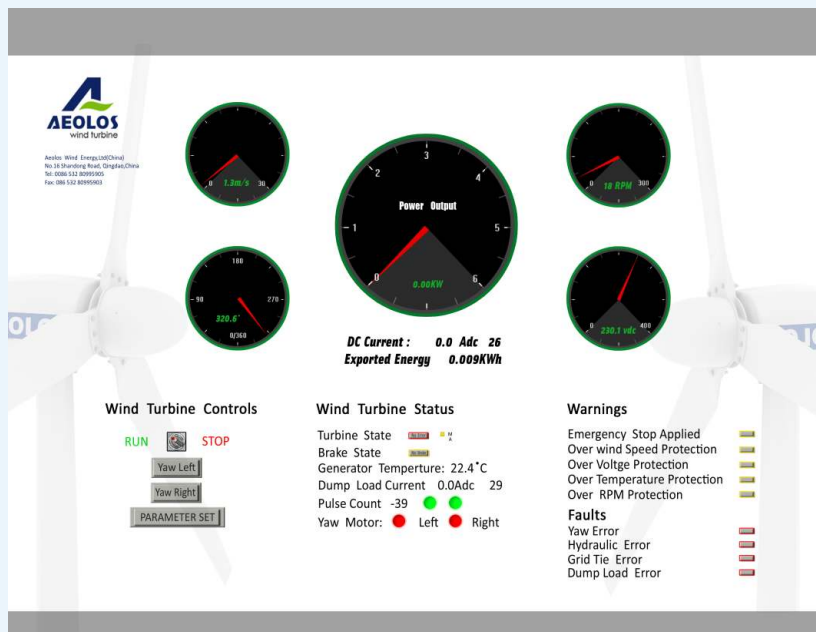 AEOLOS
wind turbine
Aeolos Wind Energy,Ltd(China)
No.16 Shandong Road, Qingdao,China
Tel: 0086 532 80995905
Fax: 086 532 80995903
0 30
1.3m/s
180
90 270
320.6°
0/360
3
2 4
Power Output
1 5
0 6
0.00KW
0 300
18 RPM
0 400
230.1 vdc
DC Current : 0.0 Adc 26
Exported Energy 0.009KWh
Wind Turbine Controls
RUN STOP
Yaw Left
Yaw Right
PARAMETER SET
Wind Turbine Status
Turbine State M
A
Brake State
Generator Temperture: 22.4°C
Dump Load Current 0.0Adc 29
Pulse Count -39
Yaw Motor: Left Right
Warnings
Emergency Stop Applied
Over wind Speed Protection
Over Voltge Protection
Over Temperature Protection
Over RPM Protection
Faults
Yaw Error
Hydraulic Error
Grid Tie Error
Dump Load Error